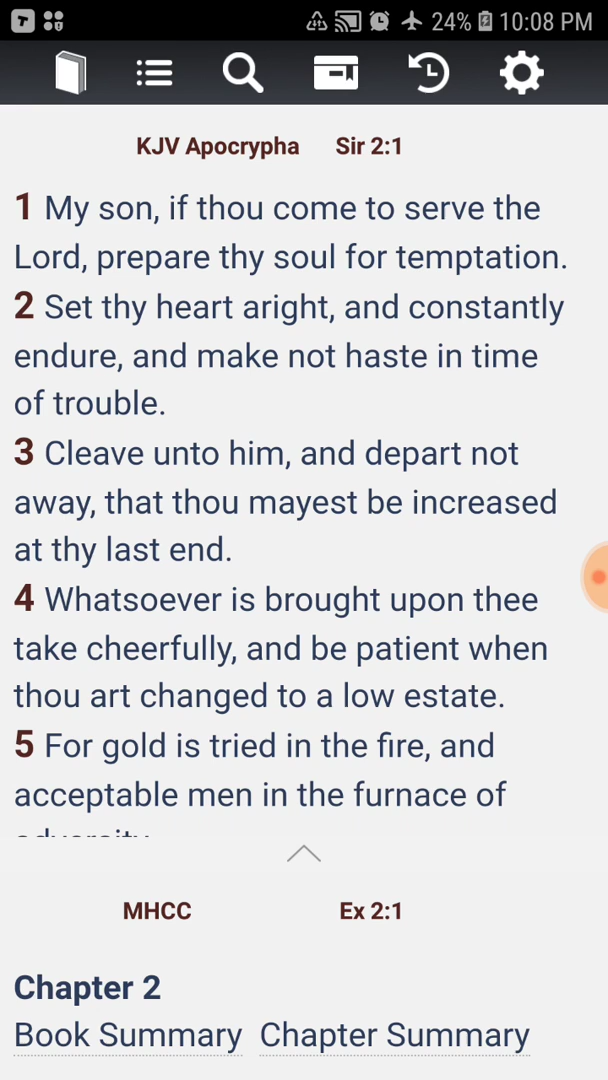 T 24% 10:08 PM
KJV Apocrypha Sir 2:1
1 My son, if thou come to serve the
Lord, prepare thy soul for temptation.
2 Set thy heart aright, and constantly
endure, and make not haste in time
of trouble.
3 Cleave unto him, and depart not
away, that thou mayest be increased
at thy last end.
4 Whatsoever is brought upon thee
take cheerfully, and be patient when
thou art changed to a low estate.
5 For gold is tried in the fire, and
acceptable men in the furnace of
adversity.
MHCC Ex 2:1
Chapter 2
Book Summary Chapter Summary